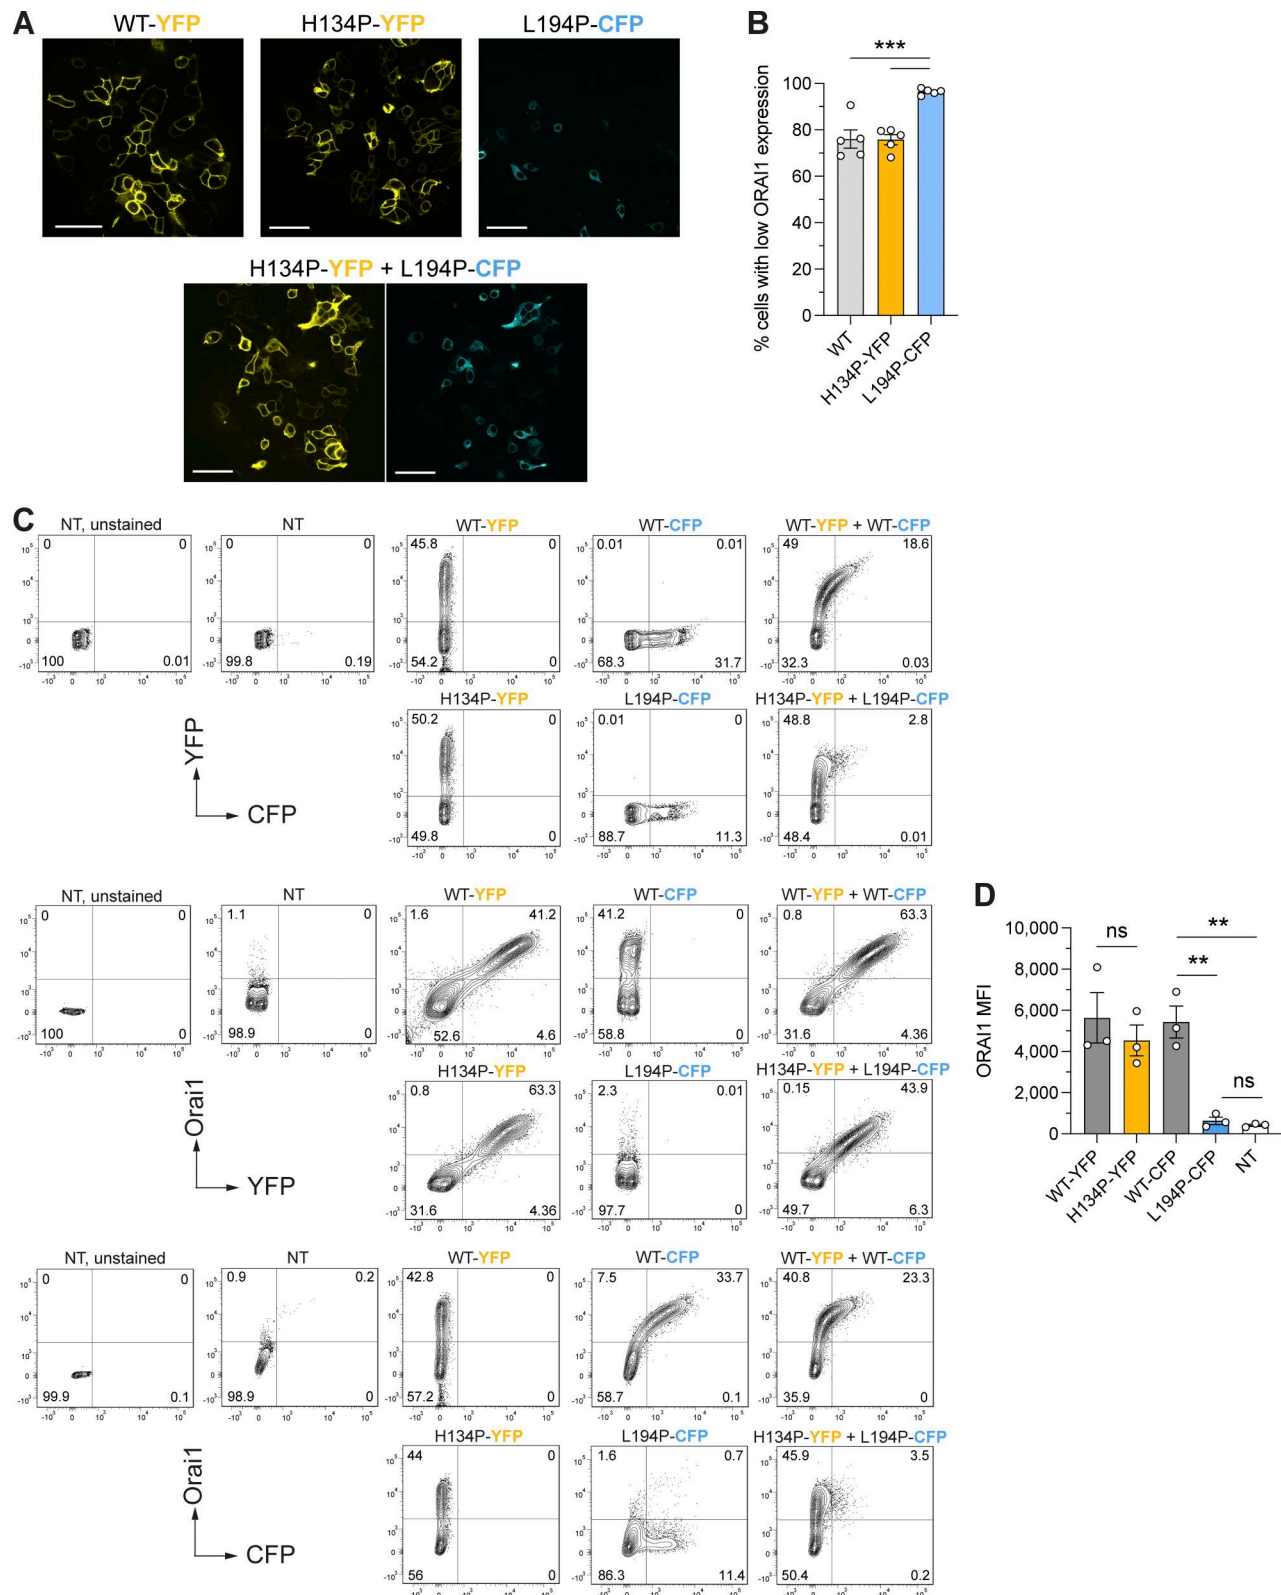 A
WT-YFP
H134P-YFP
L194P-CFP
H134P-YFP + L194P-CFP
B
***
% cells with low ORAI1 expression
100
80
60
40
20
0
WT
H134P-YFP
L194P-CFP
C
NT, unstained
NT
WT-YFP
WT-CFP
WT-YFP + WT-CFP
0 0
100 0.01
0 0
99.8 0.19
45.8 0
54.2 0
0.01 0.01
68.3 31.7
49 18.6
32.3 0.03
H134P-YFP
L194P-CFP
H134P-YFP + L194P-CFP
50.2 0
49.8 0
0.01 0
88.7 11.3
48.8 2.8
48.4 0.01
YFP
CFP
NT, unstained
NT
WT-YFP
WT-CFP
WT-YFP + WT-CFP
0 0
100 0
1.1 0
98.9 0
1.6 41.2
52.6 4.6
41.2 0
58.8 0
0.8 63.3
31.6 4.36
H134P-YFP
L194P-CFP
H134P-YFP + L194P-CFP
0.8 63.3
31.6 4.36
2.3 0.01
97.7 0
0.15 43.9
49.7 6.3
Orai1
YFP
NT, unstained
NT
WT-YFP
WT-CFP
WT-YFP + WT-CFP
0 0
99.9 0.1
0.9 0.2
98.9 0
42.8 0
57.2 0
7.5 33.7
58.7 0.1
40.8 23.3
35.9 0
H134P-YFP
L194P-CFP
H134P-YFP + L194P-CFP
44 0
56 0
1.6 0.7
86.3 11.4
45.9 3.5
50.4 0.2
Orai1
CFP
D
ns
**
**
ns
ORAI1 MFI
10,000
8,000
6,000
4,000
2,000
0
WT-YFP
H134P-YFP
WT-CFP
L194P-CFP
NT